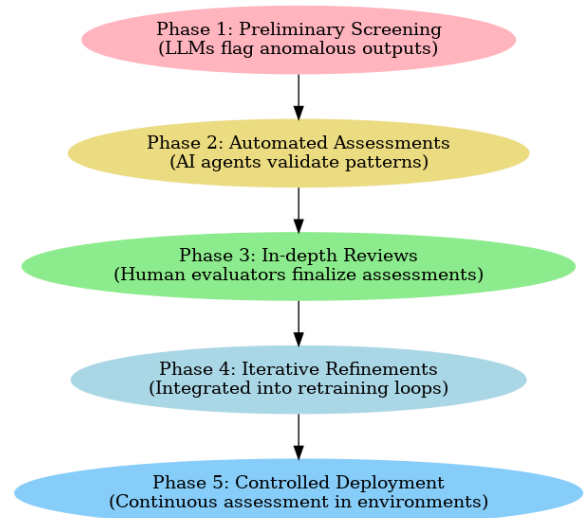 Phase 1: Preliminary Screening
(LLMs flag anomalous outputs)
Phase 2: Automated Assessments
(AI agents validate patterns)
Phase 3: In-depth Reviews
(Human evaluators finalize assessments)
Phase 4: Iterative Refinements
(Integrated into retraining loops)
Phase 5: Controlled Deployment
(Continuous assessment in environments)